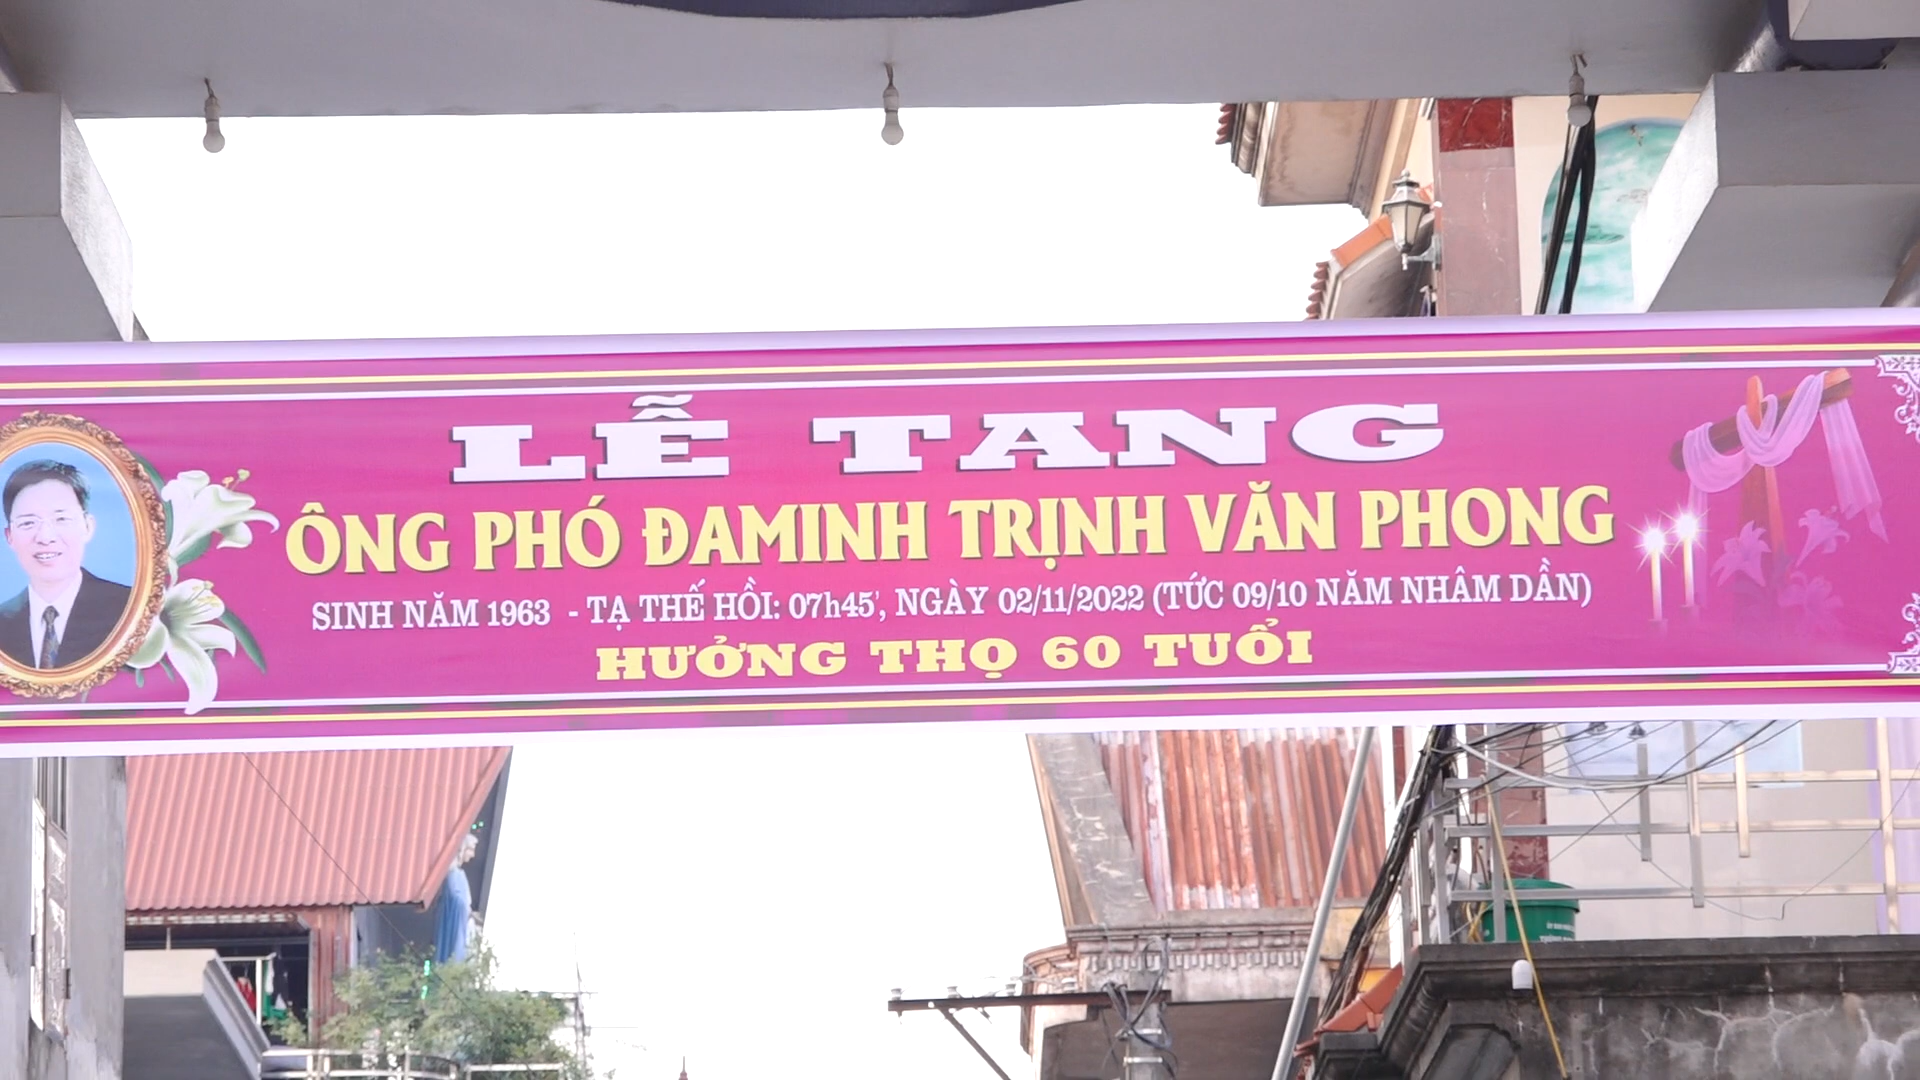 LỄ TANG
ÔNG PHÓ ĐAMINH TRỊNH VĂN PHONG
SINH NĂM 1963 - TẠ THẾ HỒI: 07h45', NGÀY 02/11/2022 (TỨC 09/10 NĂM NHÂM DẦN)
HƯỞNG THỌ 60 TUỔI